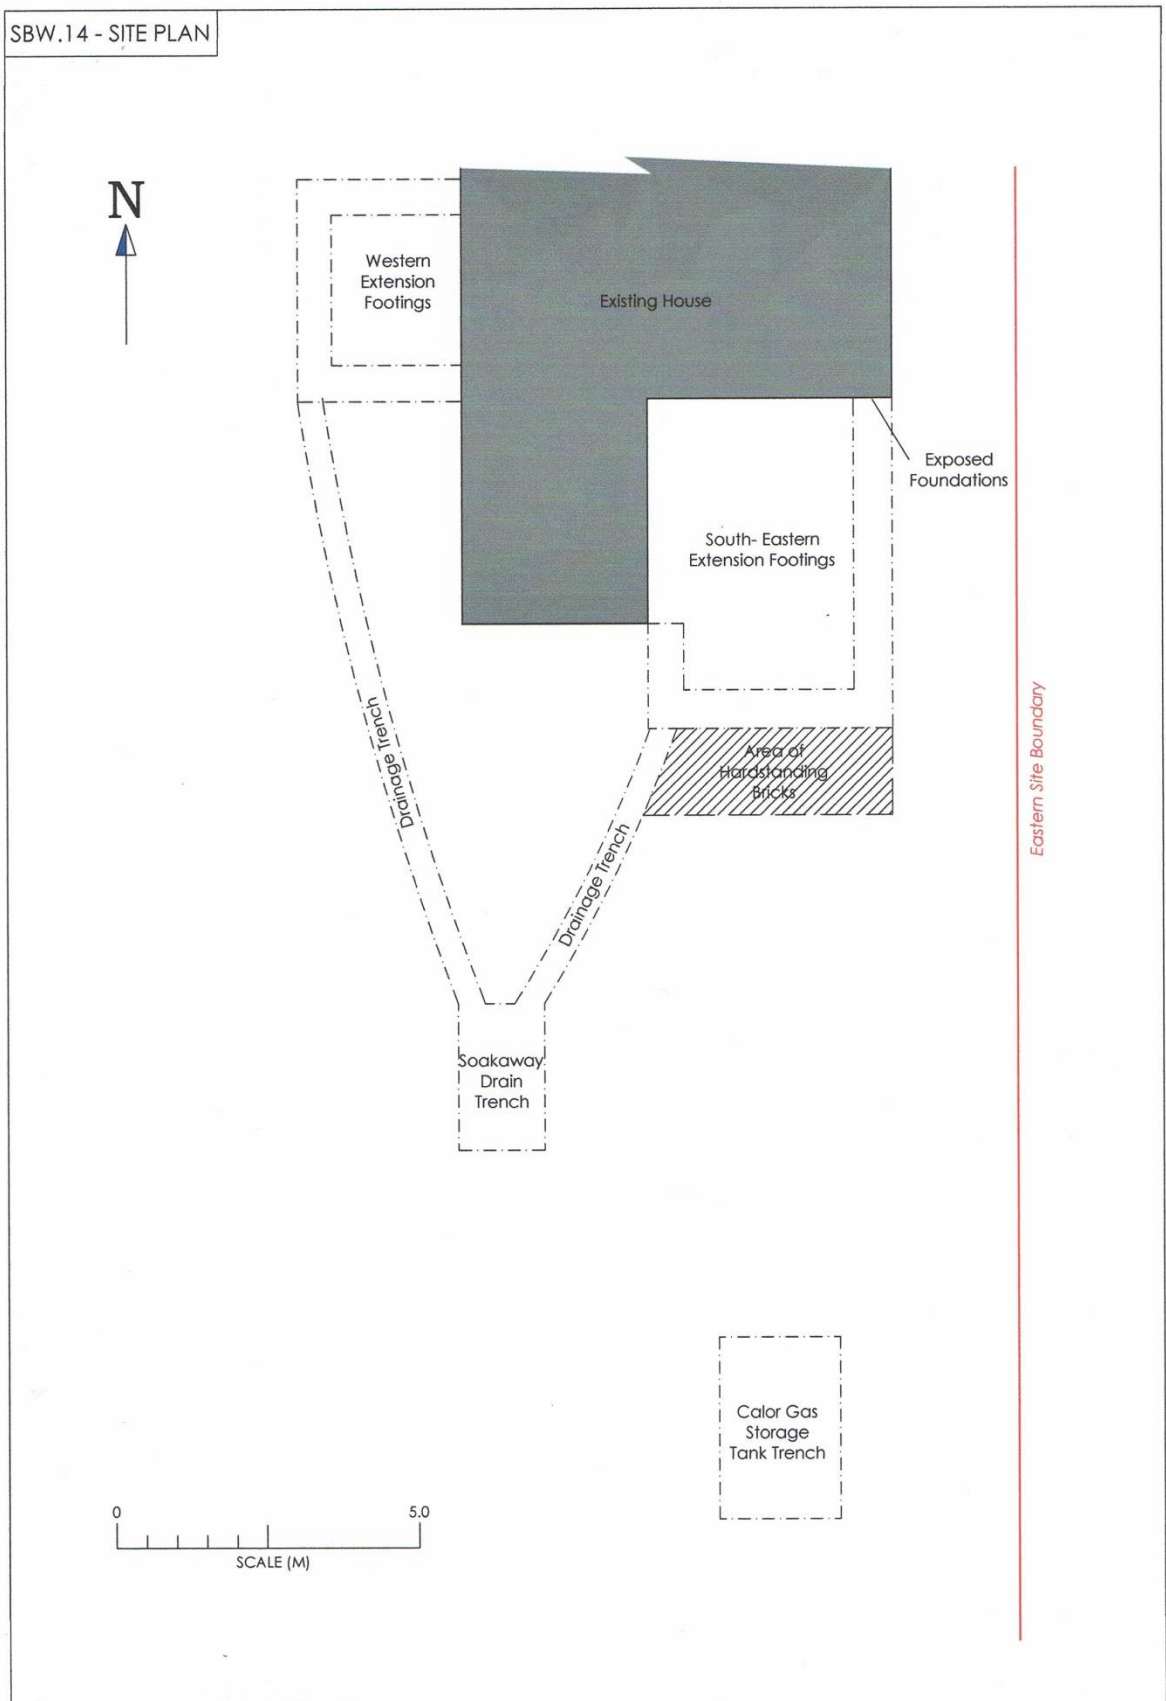 SBW.14 - SITE PLAN
N
Western
Extension
Footings
Existing House
Exposed
Foundations
South- Eastern
Extension Footings
Drainage Trench
Area of
Hardstanding
Bricks
Eastern Site Boundary
Drainage Trench
Soakaway
Drain
Trench
Calor Gas
Storage
Tank Trench
0
5.0
SCALE (M)